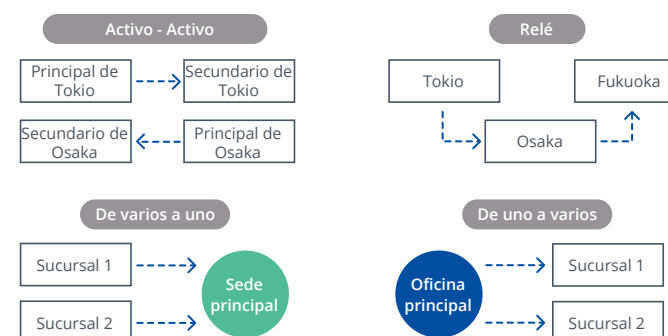 Activo - Activo
Principal de
Tokio
Secundario de
Tokio
Secundario de
Osaka
Principal de
Osaka
Relé
Tokio
Fukuoka
Osaka
De varios a uno
Sucursal 1
Sucursal 2
Sede
principal
De uno a varios
Oficina
principal
Sucursal 1
Sucursal 2